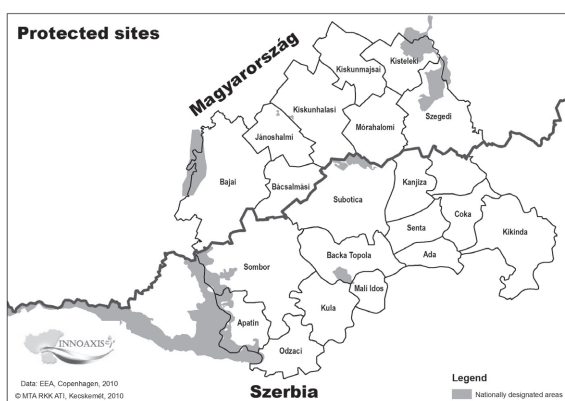 Protected sites
Magyarország
Kisteleki
Kiskunmajsai
Kiskunhalasi
Szegedi
Mórahalomi
Jànoshalmi
Bajai
Bácsalmási
Subotica
Kanjiza
Coka
Senta
Kikinda
Backa Topola
Ada
Sombor
Mali Idos
Kula
Apatin
Odzaci
INNOAXIS
Data: EEA, Copenhagen, 2010
© MTA RKK ATI, Kecskemét, 2010
Szerbia
Legend
Nationally designated areas